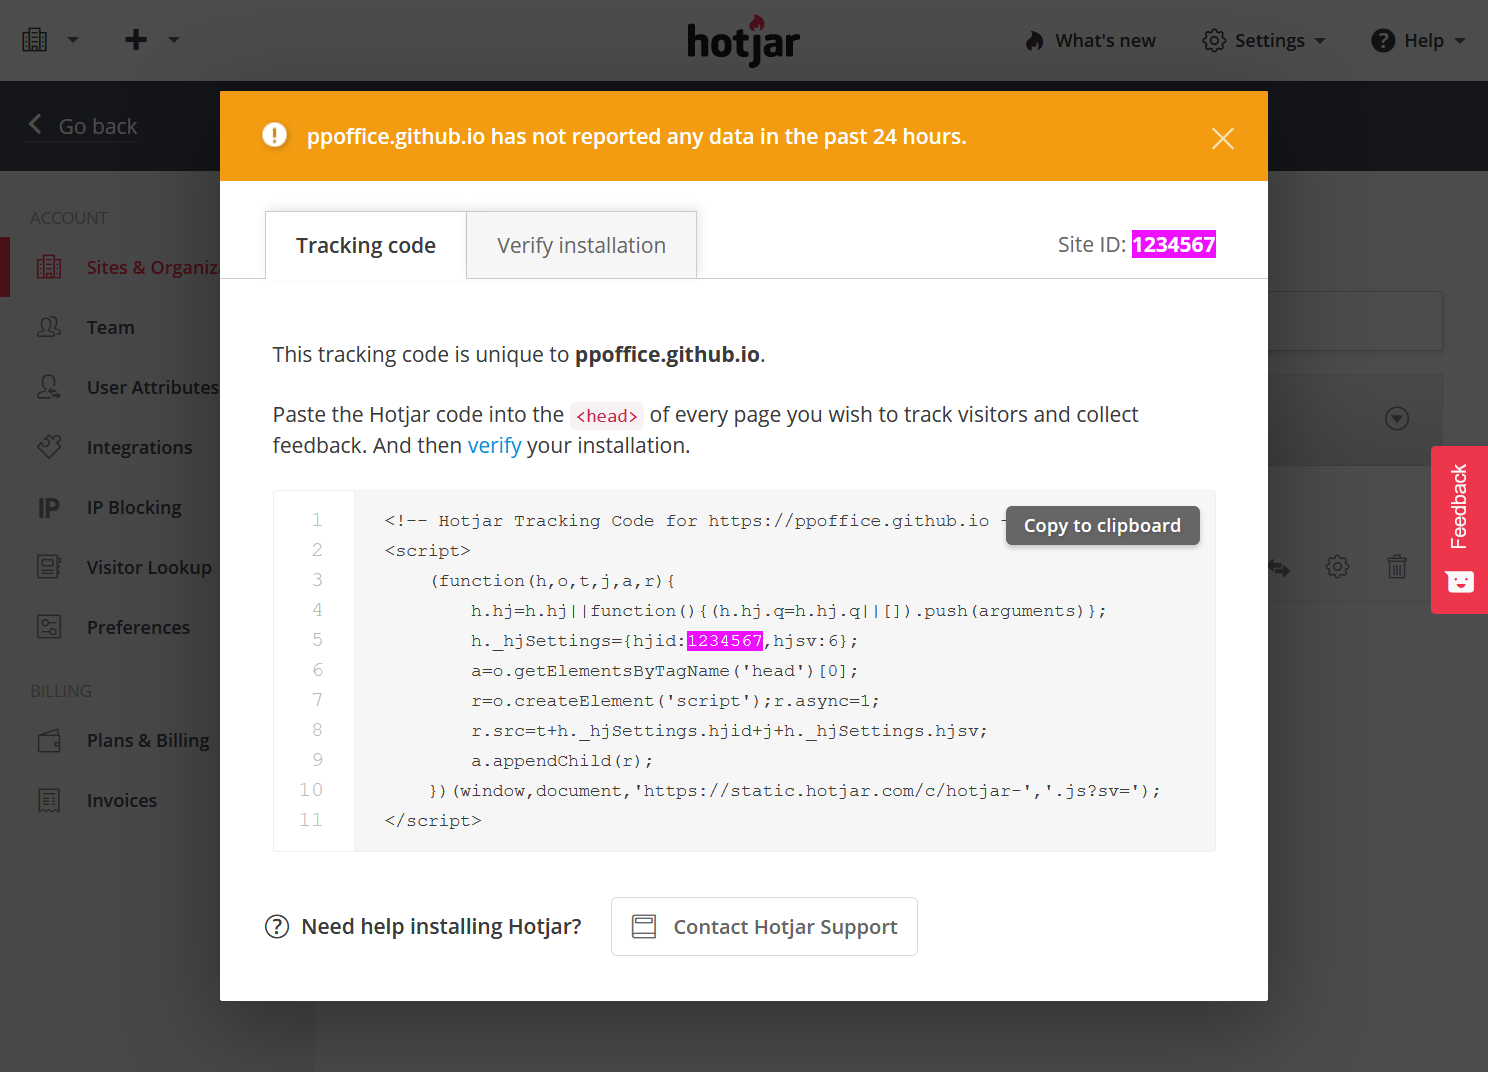 hotjar
What's new
Settings
? Help
Go back
! ppoffice.github.io has not reported any data in the past 24 hours.
ACCOUNT
Sites & Organiz
Team
User Attributes
Integrations
IP IP Blocking
Visitor Lookup
Preferences
BILLING
Plans & Billing
Invoices
Tracking code
Verify installation
Site ID: 1234567
This tracking code is unique to ppoffice.github.io.
Paste the Hotjar code into the <head> of every page you wish to track visitors and collect
feedback. And then verify your installation.
Copy to clipboard
1 <!-- Hotjar Tracking Code for https://ppoffice.github.io -
2 <script>
3 (function(h,o,t,j,a,r){
4 h.hj=h.hj||function(){(h.hj.q=h.hj.q||[]).push(arguments)};
5 h._hjSettings={hjid:1234567,hjsv:6};
6 a=o.getElementsByTagName('head')[0];
7 r=o.createElement('script');r.async=1;
8 r.src=t+h._hjSettings.hjid+j+h._hjSettings.hjsv;
9 a.appendChild(r);
10 })(window,document,'https://static.hotjar.com/c/hotjar-','.js?sv=');
11 </script>
? Need help installing Hotjar?
Contact Hotjar Support
Feedback